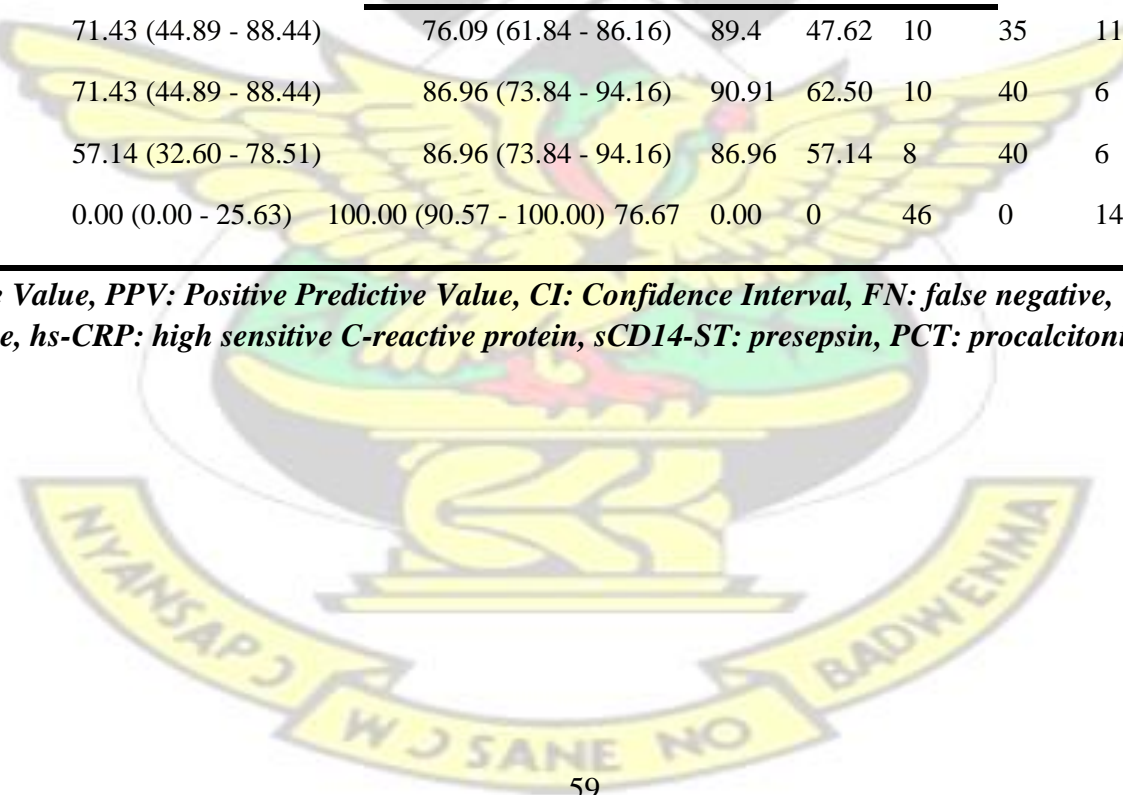 71.43 (44.89 - 88.44) 76.09 (61.84 - 86.16) 89.4 47.62 10 35 11
71.43 (44.89 - 88.44) 86.96 (73.84 - 94.16) 90.91 62.50 10 40 6
57.14 (32.60 - 78.51) 86.96 (73.84 - 94.16) 86.96 57.14 8 40 6
0.00 (0.00 - 25.63) 100.00 (90.57 - 100.00) 76.67 0.00 0 46 0 14
Value, PPV: Positive Predictive Value, CI: Confidence Interval, FN: false negative,
hs-CRP: high sensitive C-reactive protein, sCD14-ST: presepsin, PCT:
NYANSAPƆ
WƆ SANE NO
BADWENMA
59